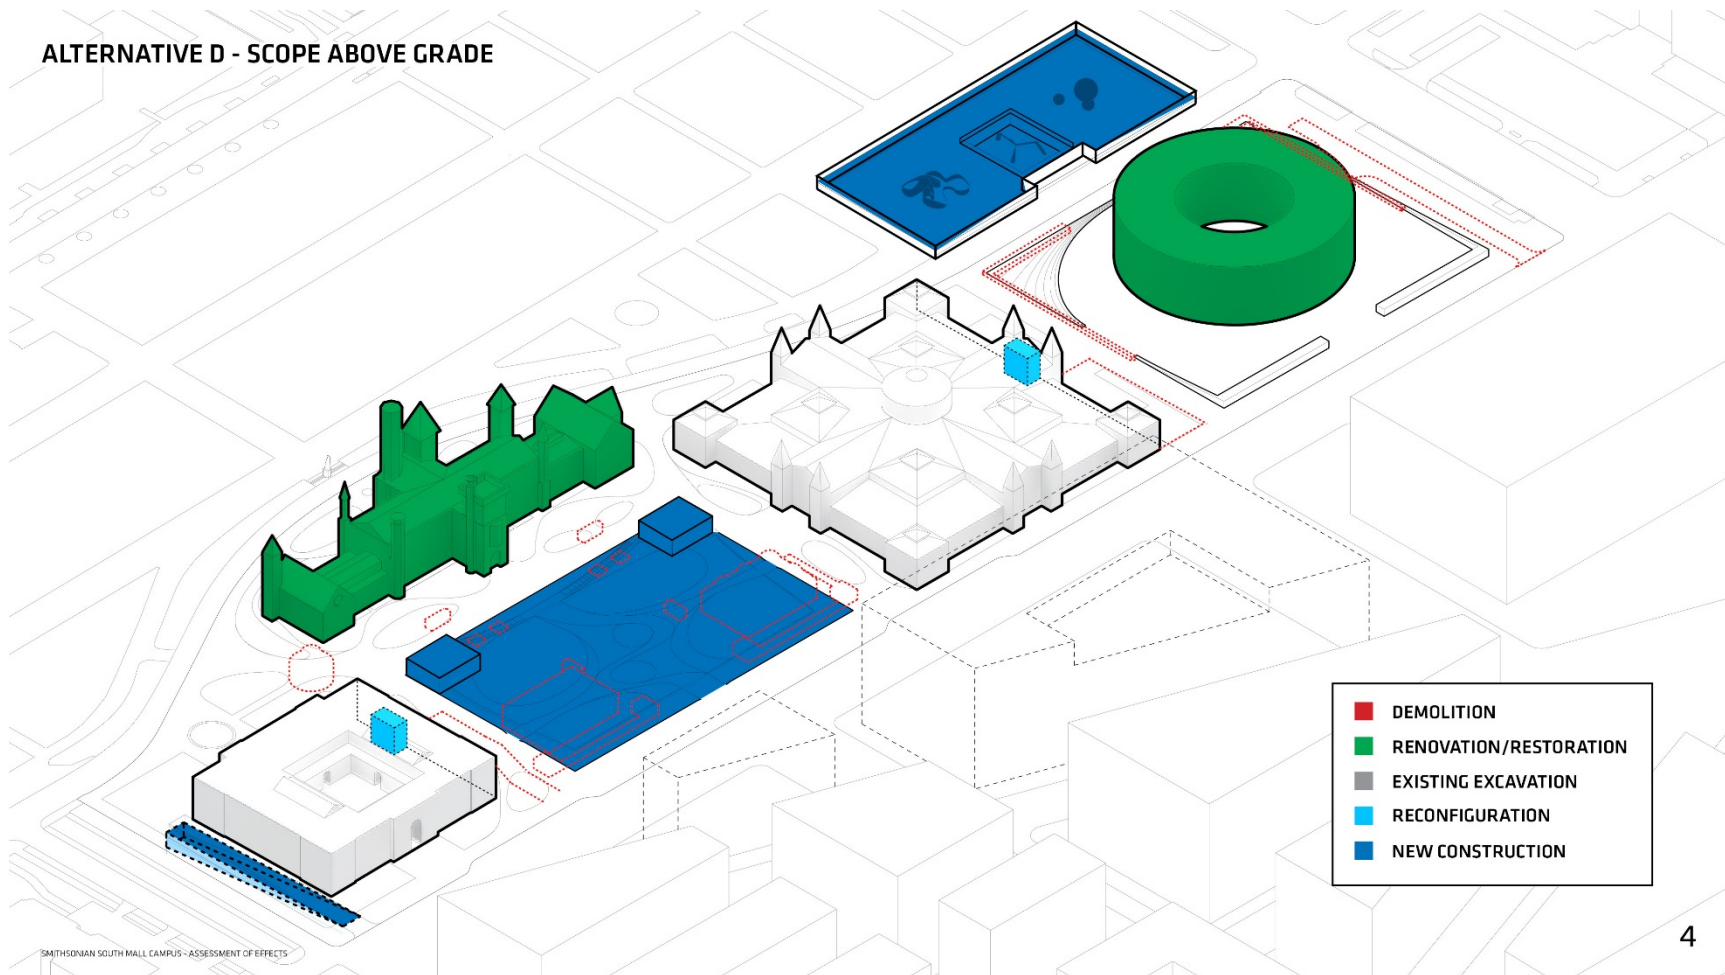 ALTERNATIVE D - SCOPE ABOVE GRADE
DEMOLITION
RENOVATION/RESTORATION
EXISTING EXCAVATION
RECONFIGURATION
NEW CONSTRUCTION
SMITHSONIAN SOUTH MALL CAMPUS - ASSESSMENT OF EFFECTS
4